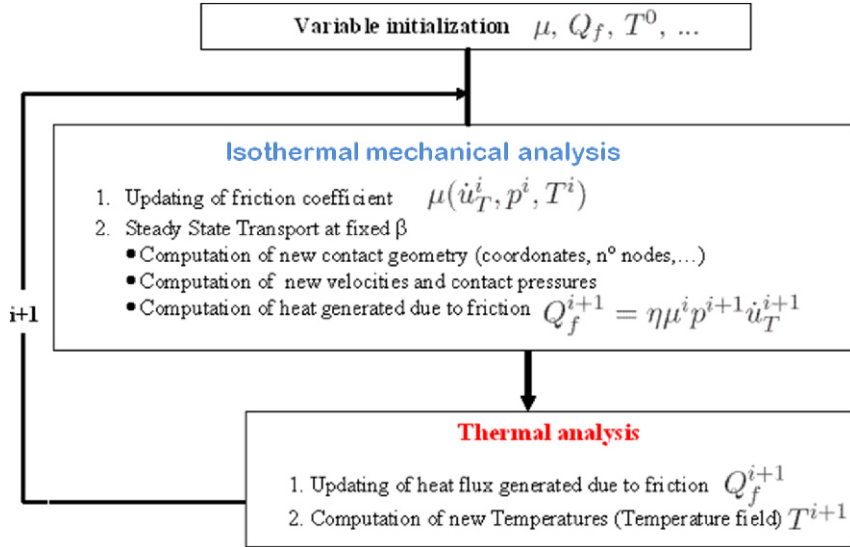 Variable initialization μ, Q_f, T^0, ...
Isothermal mechanical analysis
1. Updating of friction coefficient μ(u̇_T^i, p^i, T^i)
2. Steady State Transport at fixed β
● Computation of new contact geometry (coordonates, n° nodes,...)
● Computation of new velocities and contact pressures
● Computation of heat generated due to friction Q_f^{i+1} = ημ^i p^{i+1} u̇_T^{i+1}
i+1
Thermal analysis
1. Updating of heat flux generated due to friction Q_f^{i+1}
2. Computation of new Temperatures (Temperature field) T^{i+1}